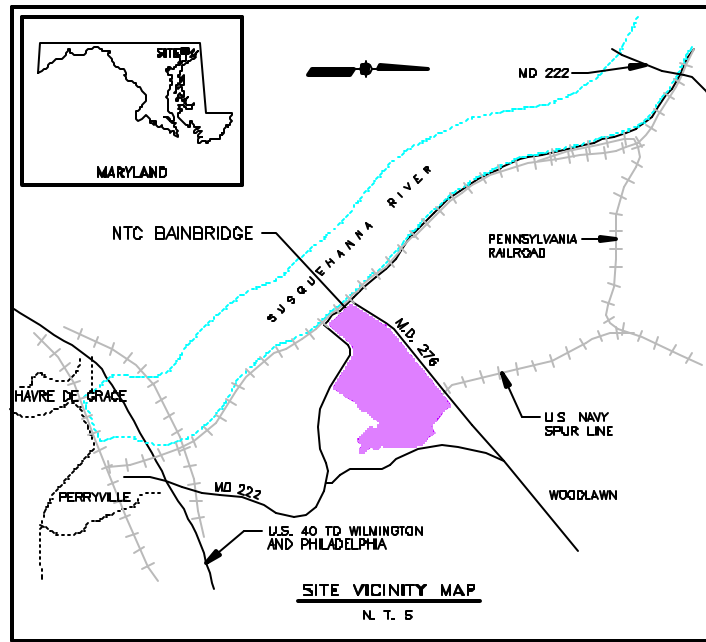 SITE
MARYLAND
MD 222
SUSQUEHANNA RIVER
NTC BAINBRIDGE
PENNSYLVANIA
RAILROAD
M.D. 276
HAVRE DE GRACE
U.S NAVY
SPUR LINE
PERRYVILLE
MD 222
WOODLAWN
U.S. 40 TO WILMINGTON
AND PHILADELPHIA
SITE VICINITY MAP
N. T. S